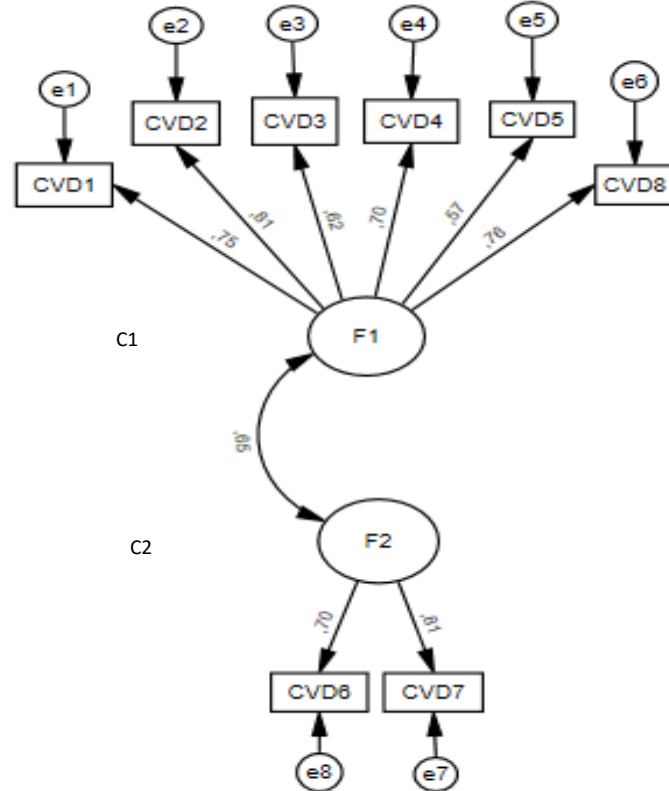 e1
e2
e3
e4
e5
e6
CVD1
CVD2
CVD3
CVD4
CVD5
CVD8
,75
,81
,62
,70
,57
,76
F1
C1
,65
F2
C2
,70
,81
CVD6
CVD7
e8
e7